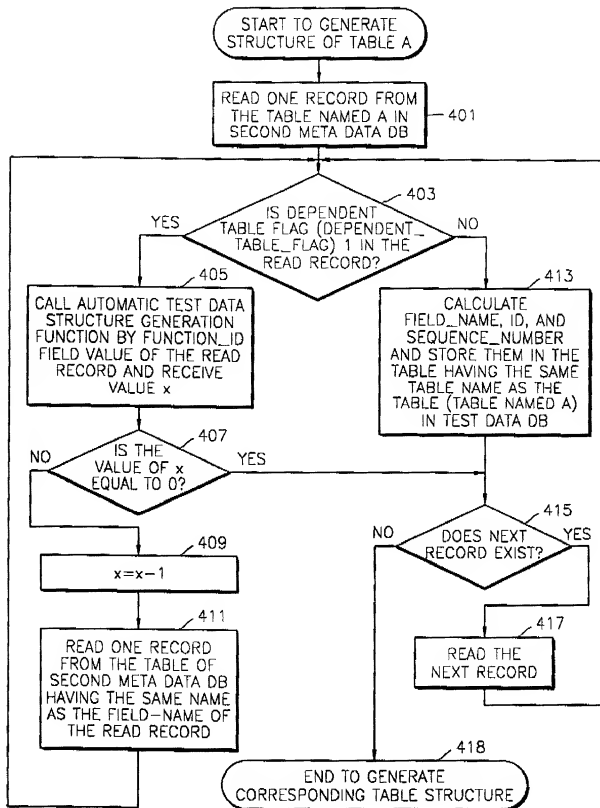 START TO GENERATE
STRUCTURE OF TABLE A
READ ONE RECORD FROM
THE TABLE NAMED A IN
SECOND META DATA DB
401
403
IS DEPENDENT
TABLE FLAG (DEPENDENT_
TABLE_FLAG) 1 IN THE
READ RECORD?
YES
NO
405
CALL AUTOMATIC TEST DATA
STRUCTURE GENERATION
FUNCTION BY FUNCTION_ID
FIELD VALUE OF THE READ
RECORD AND RECEIVE
VALUE x
413
CALCULATE
FIELD_NAME, ID, AND
SEQUENCE_NUMBER
AND STORE THEM IN THE
TABLE HAVING THE SAME
TABLE NAME AS THE
TABLE (TABLE NAMED A)
IN TEST DATA DB
407
IS THE
VALUE OF x
EQUAL TO 0?
NO
YES
415
DOES NEXT
RECORD EXIST?
NO
YES
409
x=x-1
411
READ ONE RECORD
FROM THE TABLE OF
SECOND META DATA DB
HAVING THE SAME NAME
AS THE FIELD-NAME OF
THE READ RECORD
417
READ THE
NEXT RECORD
418
END TO GENERATE
CORRESPONDING TABLE STRUCTURE